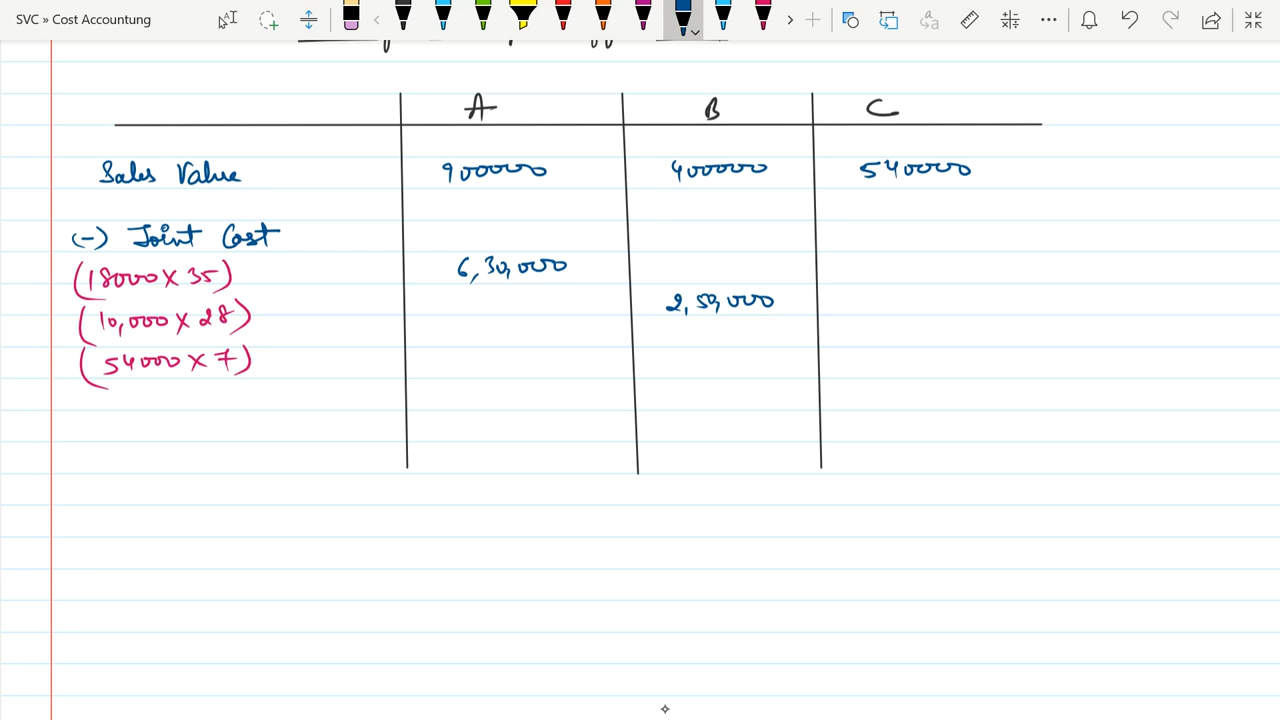 SVC » Cost Accountung
A B C
Sales Value 900000 400000 540000
(-) Joint Cost
(18000 X 35) 6,30,000
2,50,000
(10,000 X 28)
(54000 X 7)